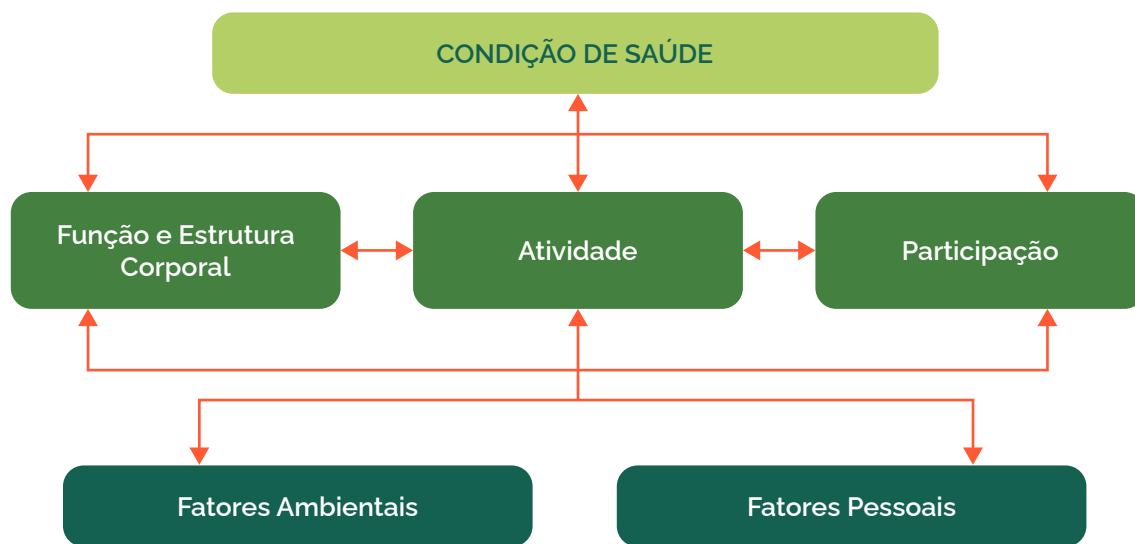 CONDIÇÃO DE SAÚDE
Função e Estrutura
Corporal
Atividade
Participação
Fatores Ambientais
Fatores Pessoais